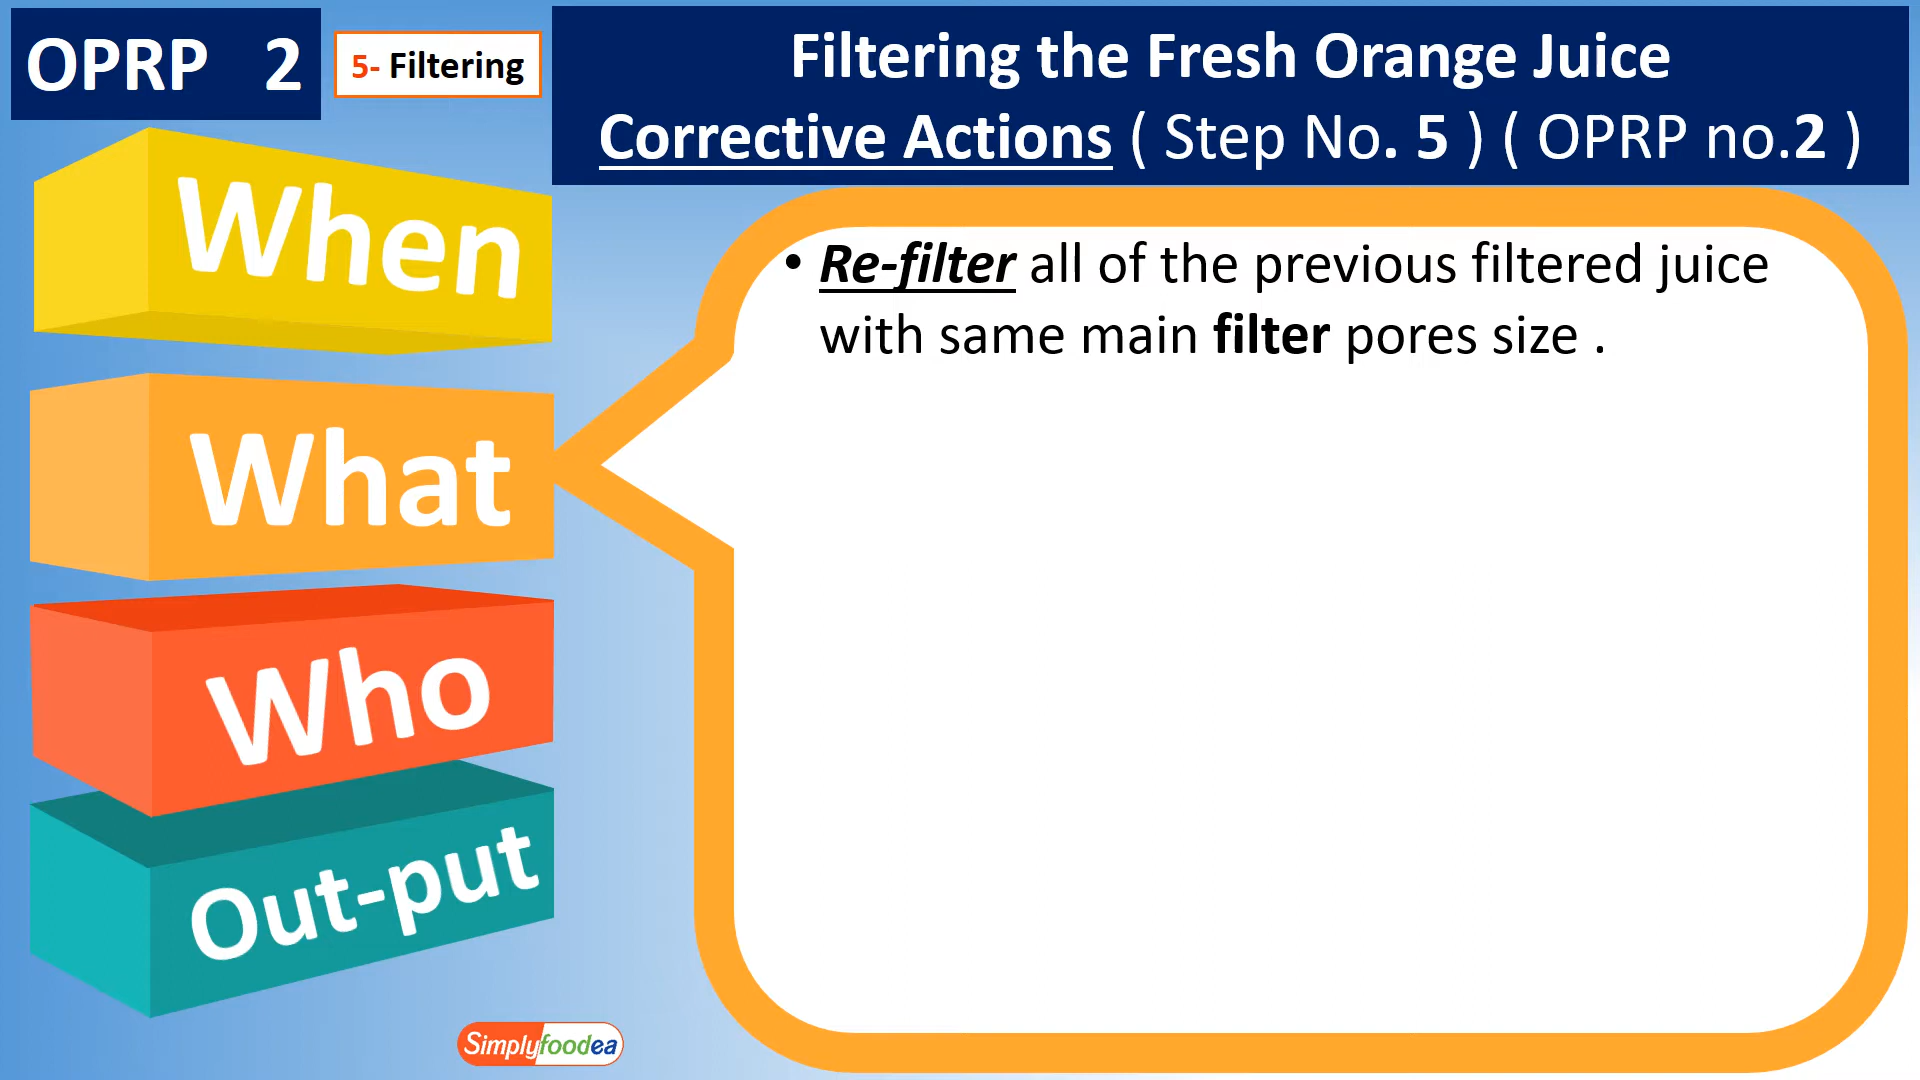 OPRP 2
5- Filtering
Filtering the Fresh Orange Juice
Corrective Actions ( Step No. 5 ) ( OPRP no.2 )
When
What
Who
Out-put
• Re-filter all of the previous filtered juice
with same main filter pores size .
Simplyfoodea